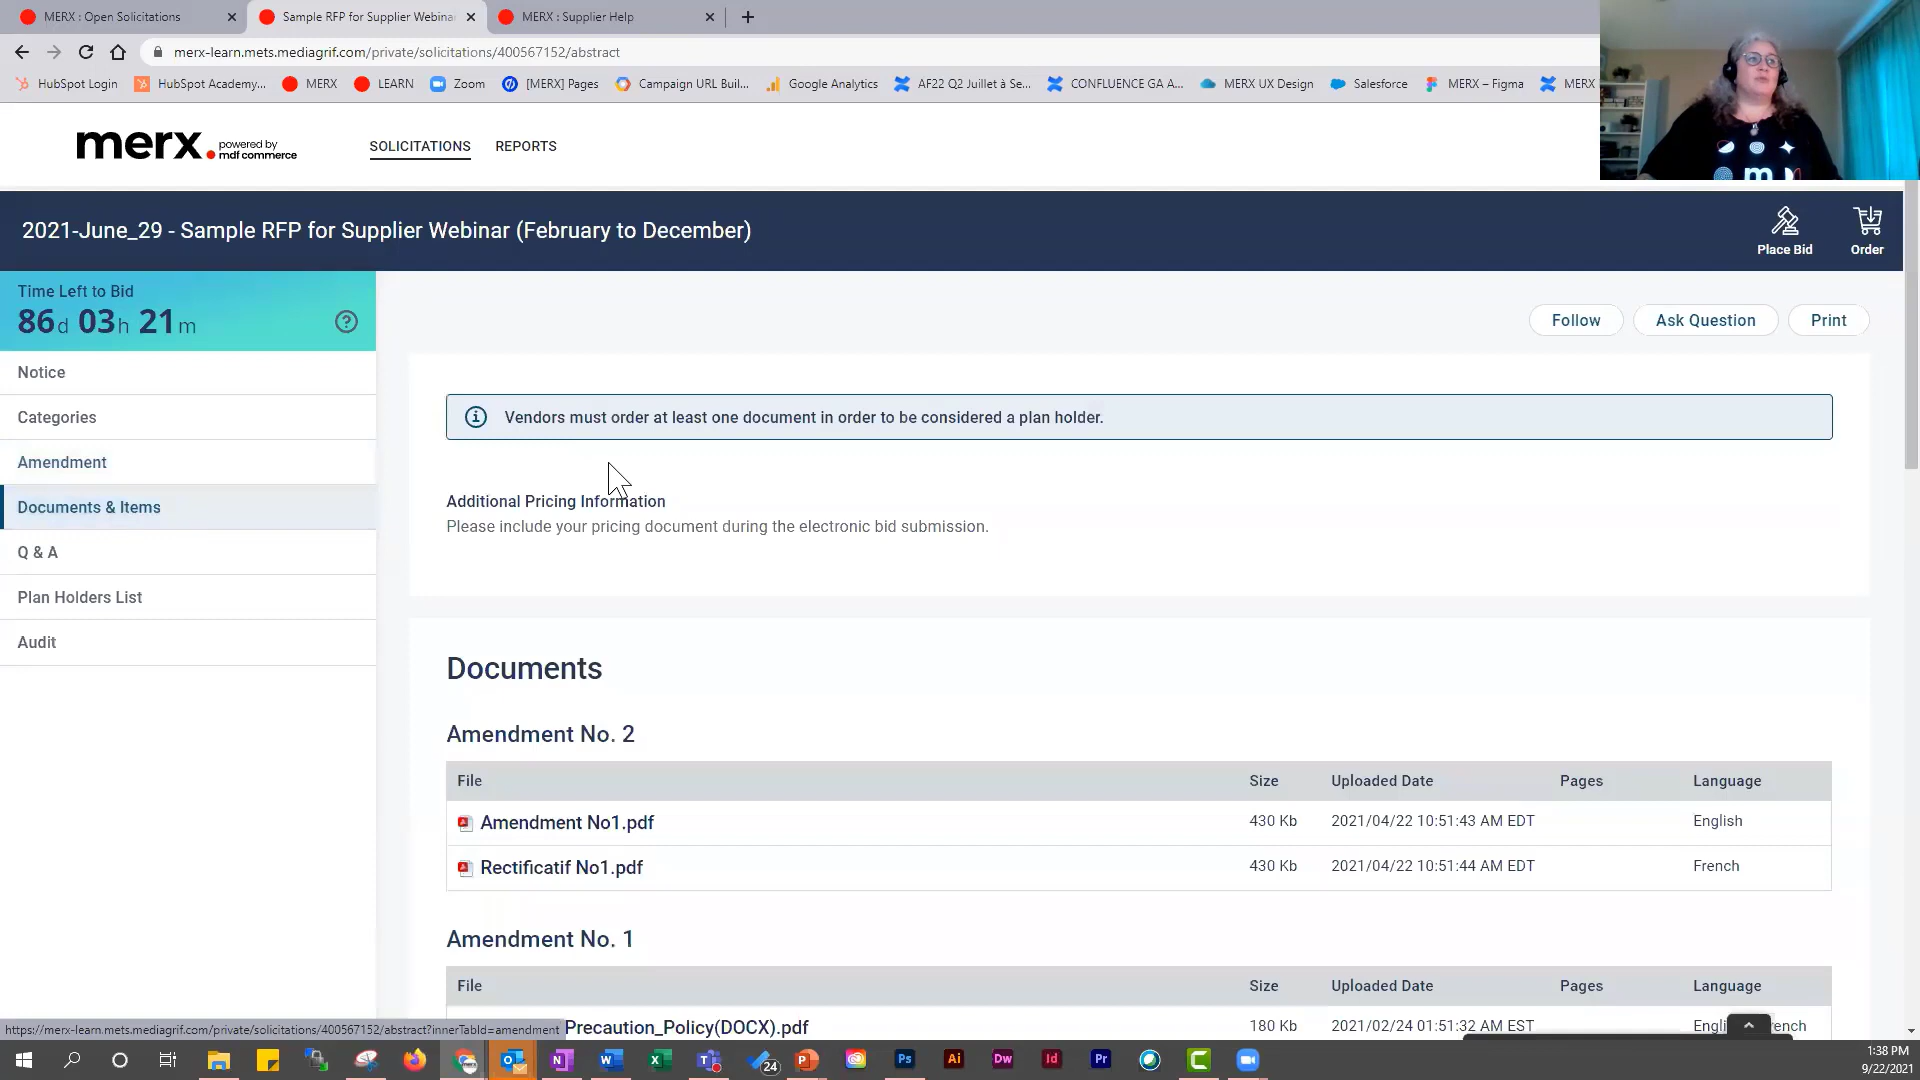 MERX : Open Solicitations
Sample RFP for Supplier Webina
MERX : Supplier Help
merx-learn.mets.mediagrif.com/private/solicitations/400567152/abstract
HubSpot Login
HubSpot Academy...
MERX
LEARN
Zoom
[MERX] Pages
Campaign URL Buil...
Google Analytics
AF22 Q2 Juillet à Se...
CONFLUENCE GA A...
MERX UX Design
Salesforce
MERX – Figma
MERX
merx. powered by mdf commerce
SOLICITATIONS
REPORTS
2021-June_29 - Sample RFP for Supplier Webinar (February to December)
Place Bid
Order
Time Left to Bid
86d 03h 21m
Follow
Ask Question
Print
Notice
Categories
Amendment
Documents & Items
Q & A
Plan Holders List
Audit
Vendors must order at least one document in order to be considered a plan holder.
Additional Pricing Information
Please include your pricing document during the electronic bid submission.
Documents
Amendment No. 2
File Size Uploaded Date Pages Language
Amendment No1.pdf 430 Kb 2021/04/22 10:51:43 AM EDT English
Rectificatif No1.pdf 430 Kb 2021/04/22 10:51:44 AM EDT French
Amendment No. 1
File Size Uploaded Date Pages Language
Precaution_Policy(DOCX).pdf 180 Kb 2021/02/24 01:51:32 AM EST Engli rench
https://merx-learn.mets.mediagrif.com/private/solicitations/400567152/abstract?innerTabId=amendment
24
Ps
Ai
Dw
Id
Pr
1:38 PM
9/22/2021